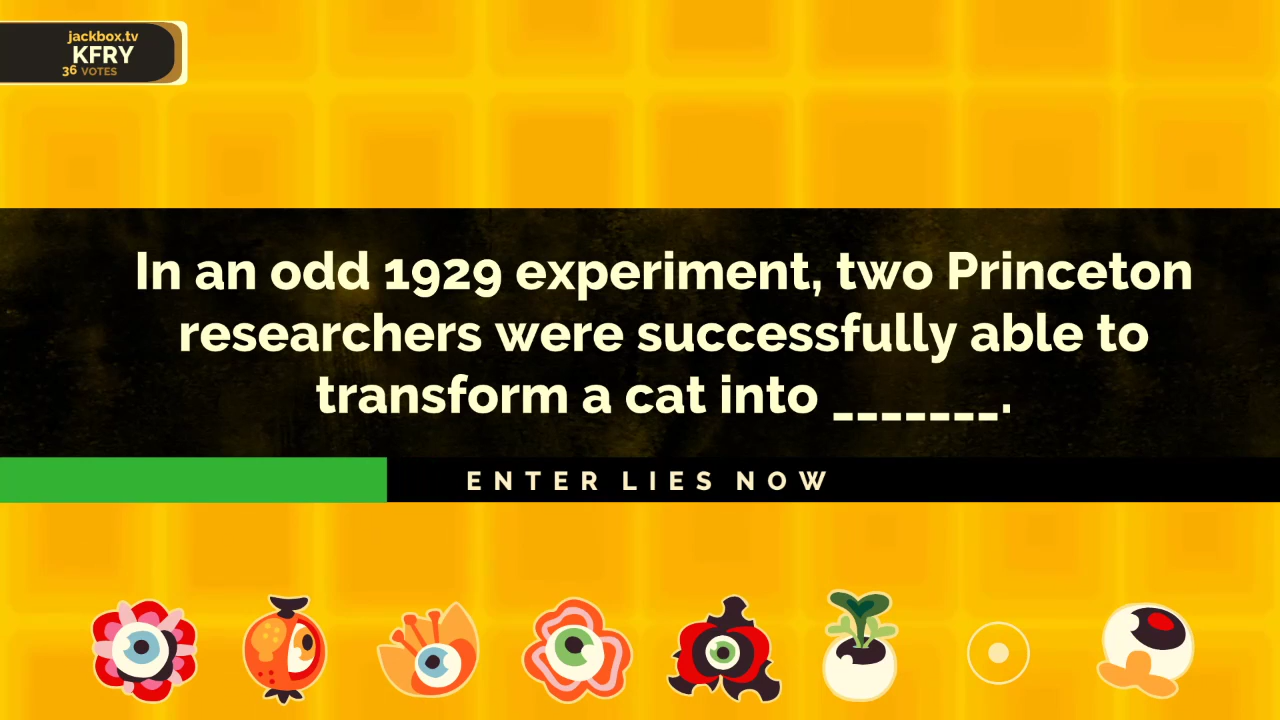 jackbox.tv
KFRY
36 VOTES
In an odd 1929 experiment, two Princeton
researchers were successfully able to
transform a cat into _______.
ENTER LIES NOW